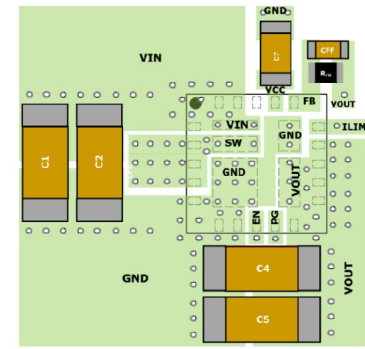 GND
CFF
C7
VIN
RFB
VCC
FB
VOUT
VIN
GND
ILIM
SW
C1
C2
GND
VOUT
EN
PG
GND
C4
VOUT
C5